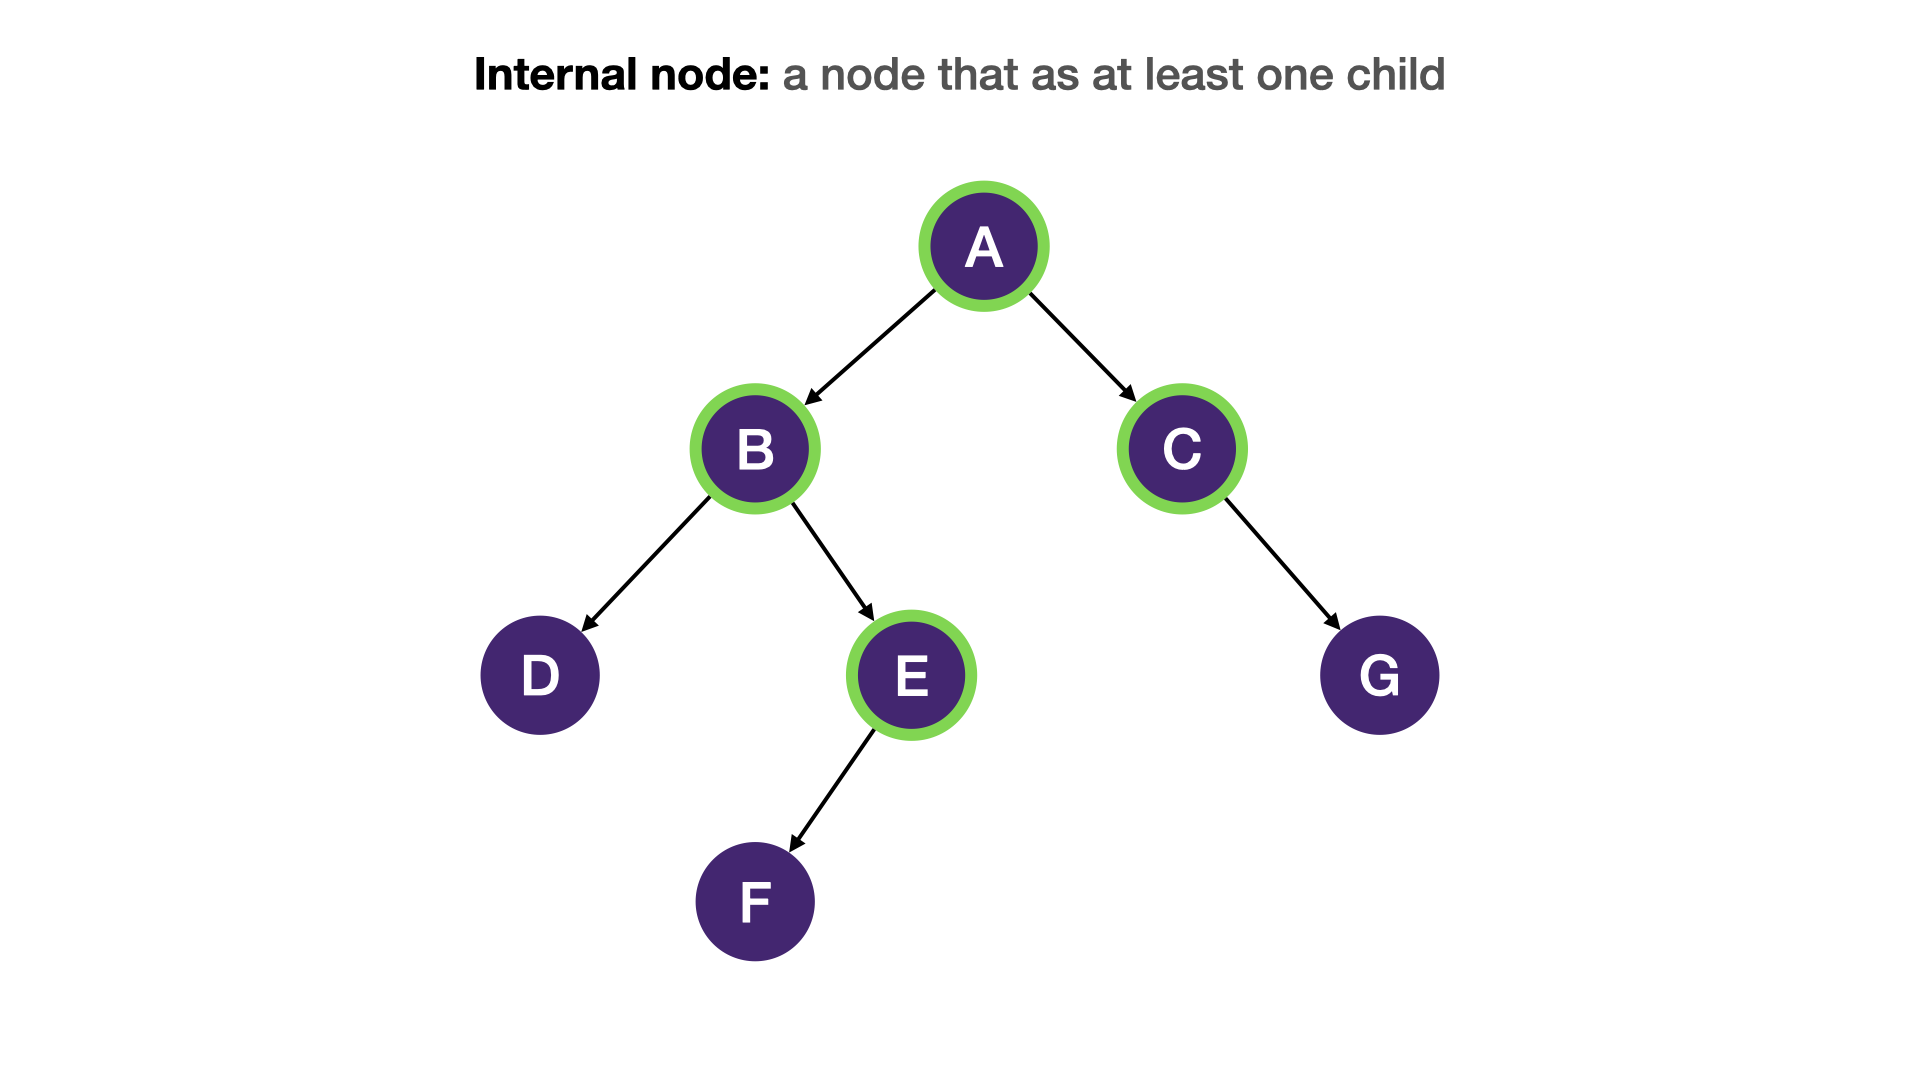 Internal node: a node that as at least one child
A
B
C
D
E
G
F